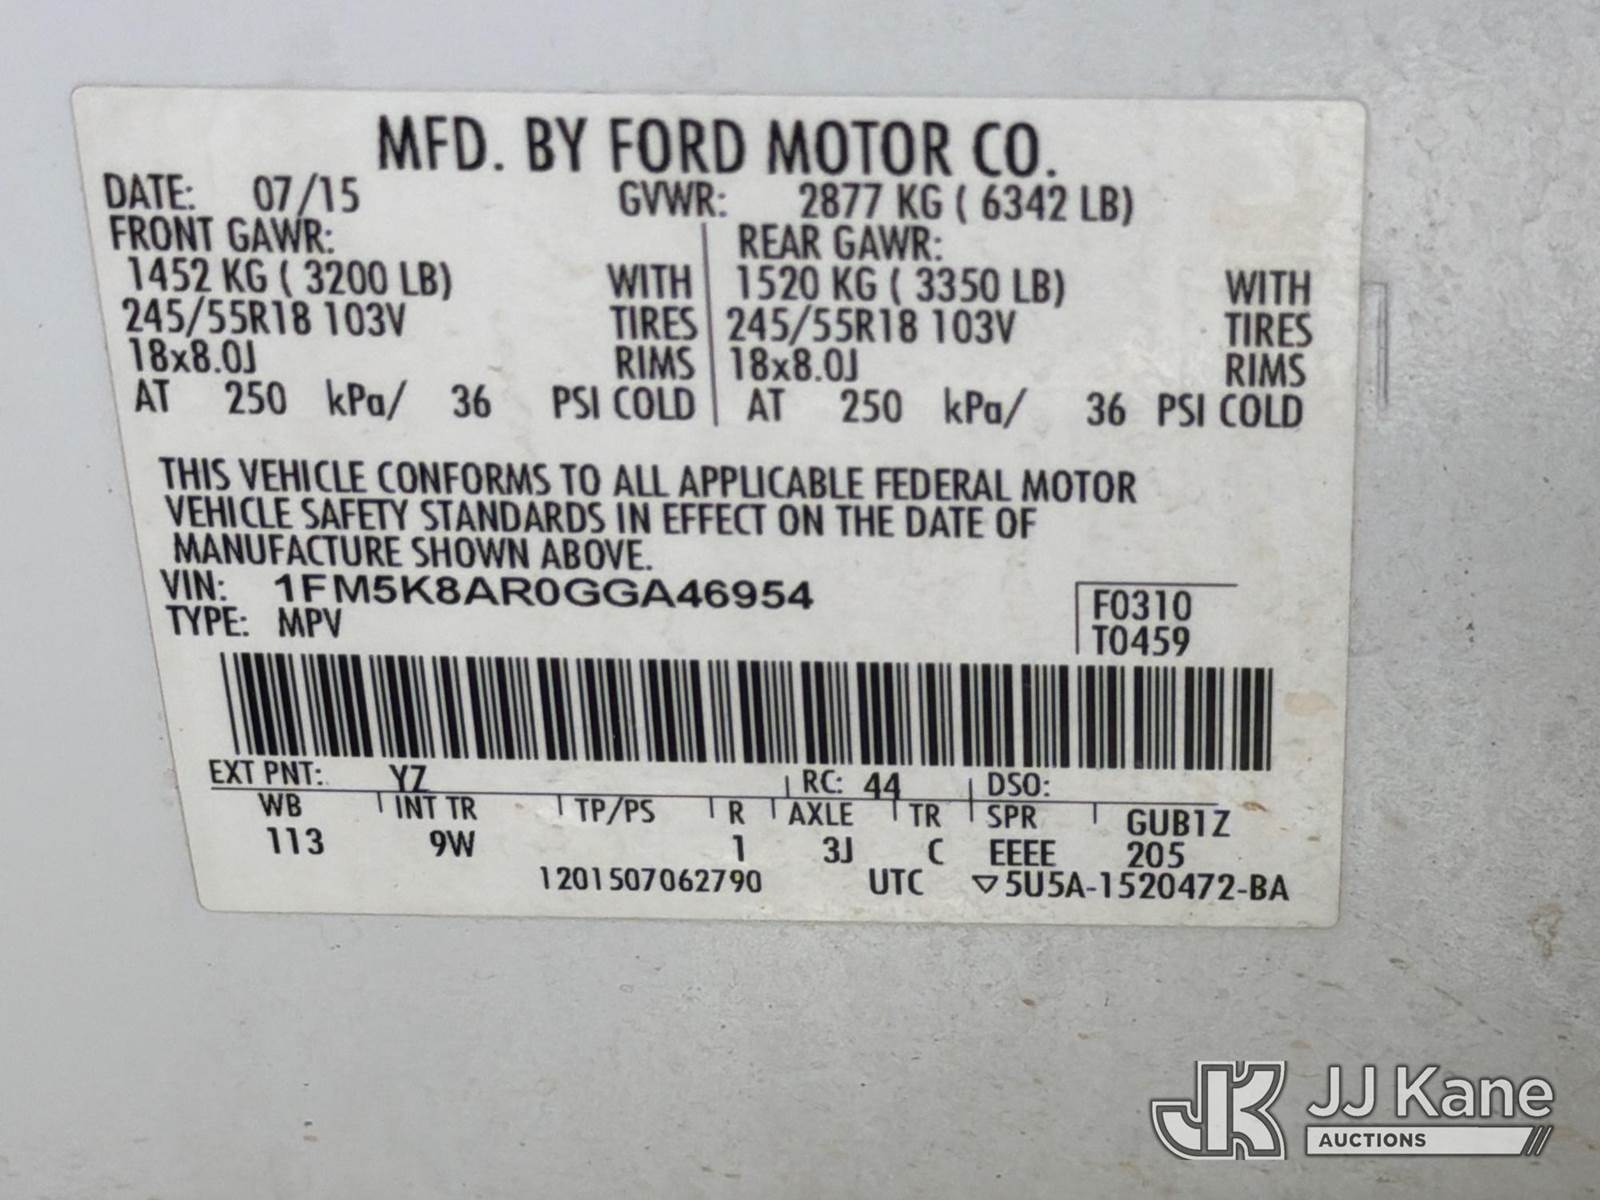 MFD. BY FORD MOTOR CO.
DATE: 07/15 GVWR: 2877 KG ( 6342 LB)
FRONT GAWR: REAR GAWR:
1452 KG ( 3200 LB) WITH 1520 KG ( 3350 LB) WITH
245/55R18 103V TIRES 245/55R18 103V TIRES
18x8.0J RIMS 18x8.0J RIMS
AT 250 kPa/ 36 PSI COLD AT 250 kPa/ 36 PSI COLD
THIS VEHICLE CONFORMS TO ALL APPLICABLE FEDERAL MOTOR
VEHICLE SAFETY STANDARDS IN EFFECT ON THE DATE OF
MANUFACTURE SHOWN ABOVE.
VIN: 1FM5K8AR0GGA46954 F0310
TYPE: MPV T0459
EXT PNT: YZ RC: 44 DSO:
WB INT TR TP/PS R AXLE TR SPR GUB1Z
113 9W 1 3J C EEEE 205
1201507062790 UTC ▽5U5A-1520472-BA
JK JJ Kane
AUCTIONS